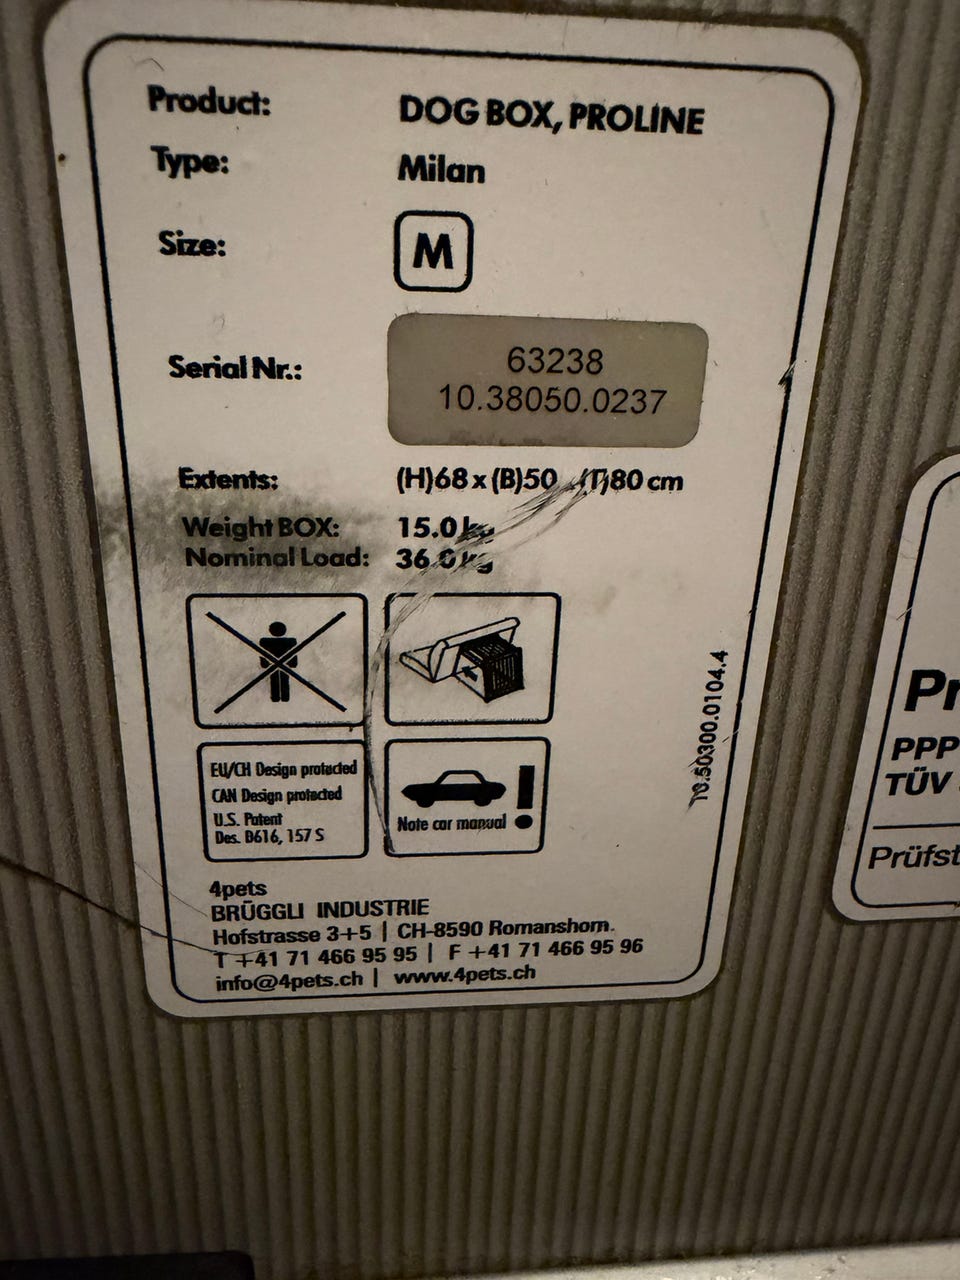 Product: DOG BOX, PROLINE
Type: Milan
Size: M
Serial Nr.: 63238
10.38050.0237
Extents: (H)68 x (B)50 (T)80 cm
Weight BOX: 15.0 kg
Nominal Load: 36.0 kg
EU/CH Design protected
CAN Design protected
U.S. Patent
Des. D616, 157 S
Note car manual !
10.50300.0104.4
4pets
BRÜGGLI INDUSTRIE
Hofstrasse 3+5 | CH-8590 Romanshorn.
T +41 71 466 95 95 | F +41 71 466 95 96
info@4pets.ch | www.4pets.ch
PPP
TÜV